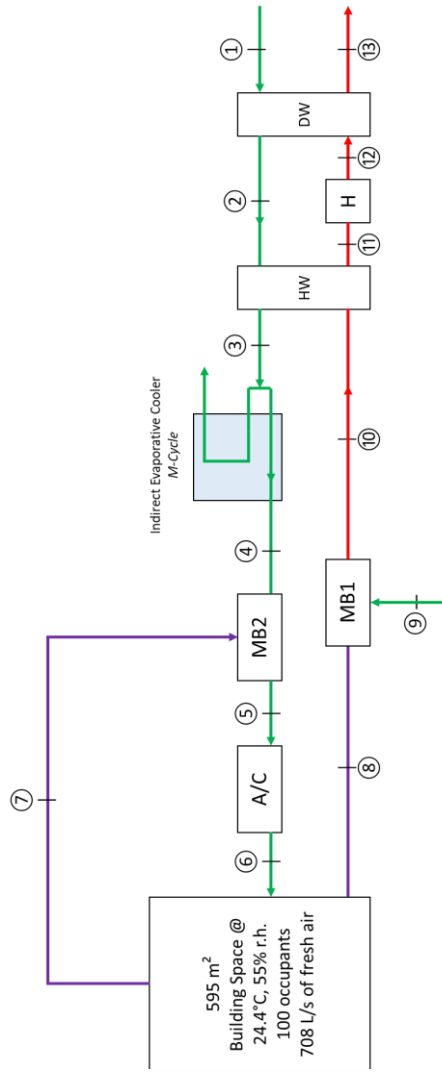 7
Indirect Evaporative Cooler
M-Cycle
595 m²
Building Space @
24.4°C, 55% r.h.
100 occupants
708 L/s of fresh air
6
A/C
5
MB2
4
3
HW
2
DW
1
8
MB1
9
10
11
H
12
13